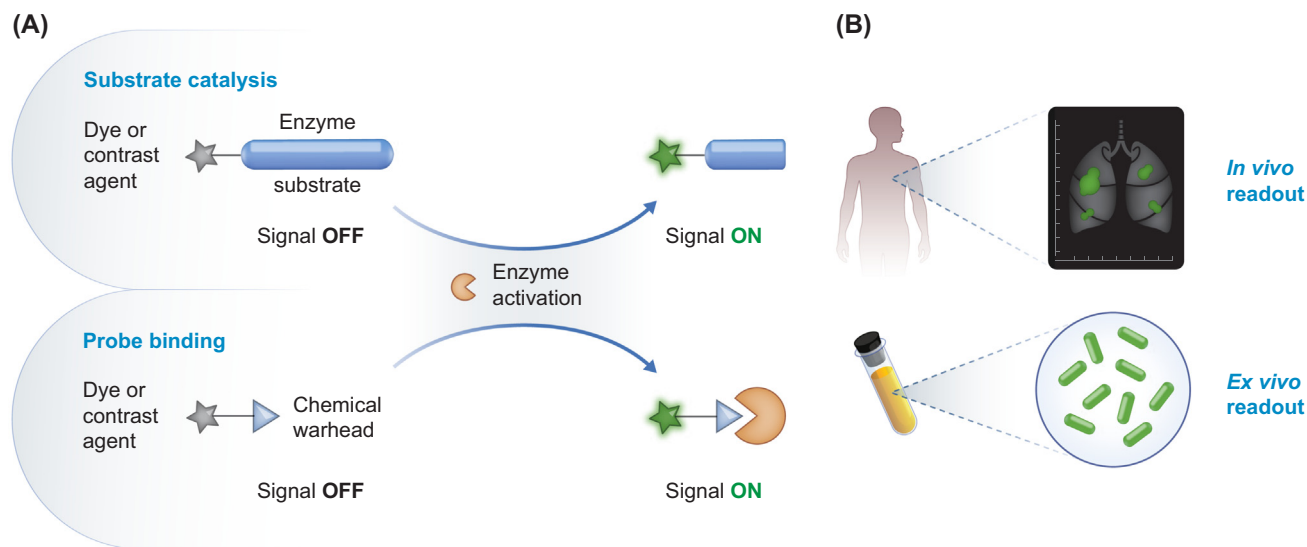 (A)
Substrate catalysis
Dye or
contrast
agent
Enzyme
substrate
Signal OFF
Signal ON
Enzyme
activation
Probe binding
Dye or
contrast
agent
Chemical
warhead
Signal OFF
Signal ON
(B)
In vivo
readout
Ex vivo
readout